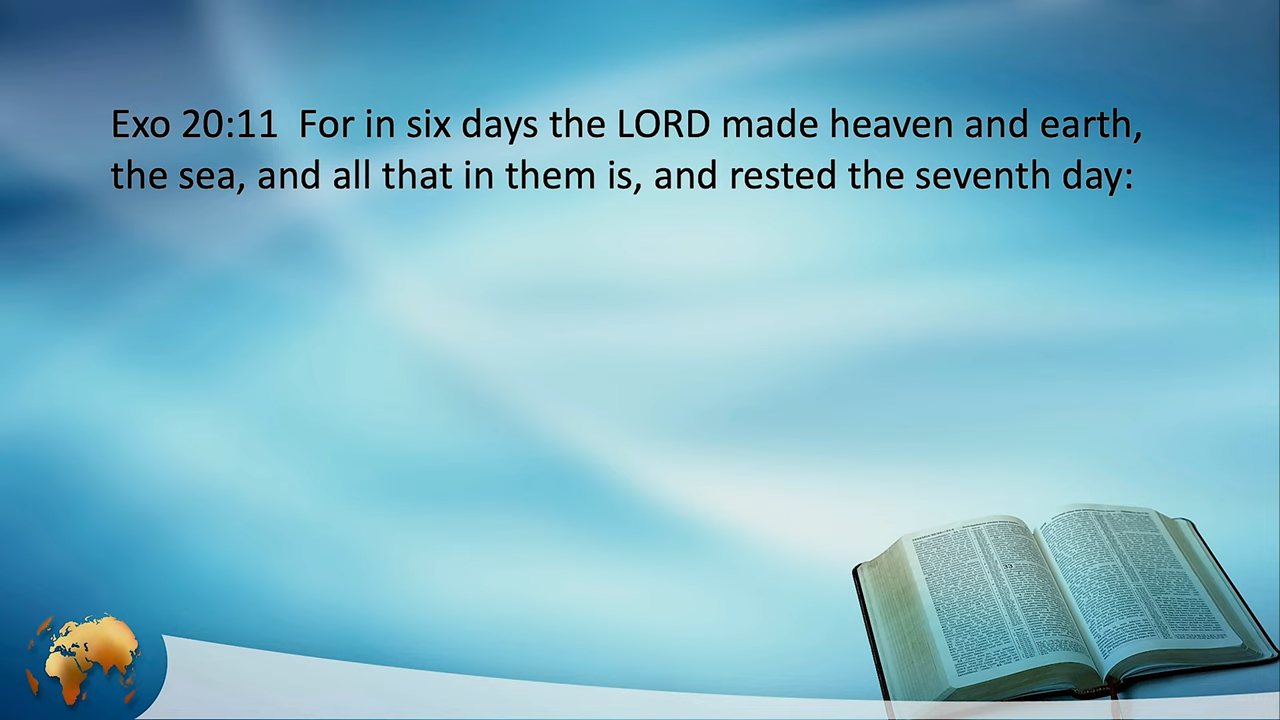 Exo 20:11  For in six days the LORD made heaven and earth,
the sea, and all that in them is, and rested the seventh day: